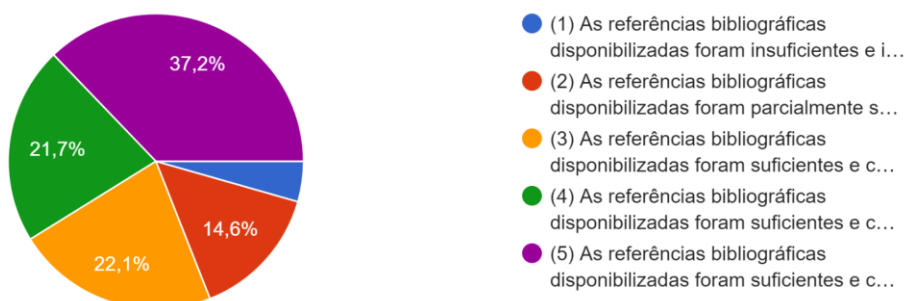 37,2%
21,7%
22,1%
14,6%
(1) As referências bibliográficas
disponibilizadas foram insuficientes e i...
(2) As referências bibliográficas
disponibilizadas foram parcialmente s...
(3) As referências bibliográficas
disponibilizadas foram suficientes e c...
(4) As referências bibliográficas
disponibilizadas foram suficientes e c...
(5) As referências bibliográficas
disponibilizadas foram suficientes e c...